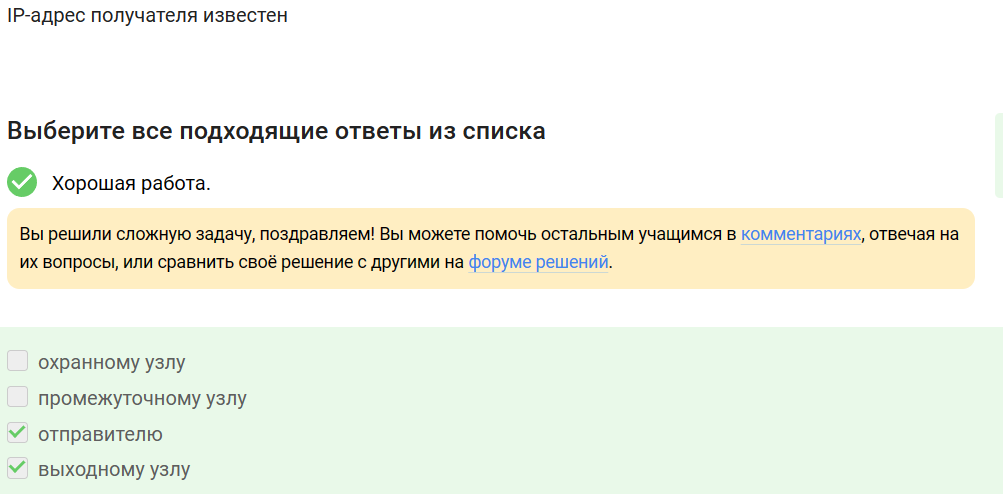 IP-адрес получателя известен
Выберите все подходящие ответы из списка
Хорошая работа.
Вы решили сложную задачу, поздравляем! Вы можете помочь остальным учащимся в комментариях, отвечая на
их вопросы, или сравнить своё решение с другими на форуме решений.
охранному узлу
промежуточному узлу
отправителю
выходному узлу